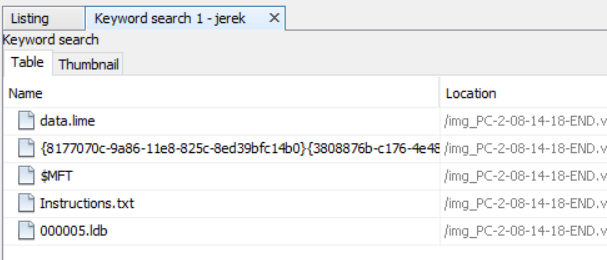 Listing Keyword search 1 - jerek ×
Keyword search
Table Thumbnail
Name Location
data.lime /img_PC-2-08-14-18-END.v
{8177070c-9a86-11e8-825c-8ed39bfc14b0}{3808876b-c176-4e48 /img_PC-2-08-14-18-END.v
$MFT /img_PC-2-08-14-18-END.v
Instructions.txt /img_PC-2-08-14-18-END.v
000005.ldb /img_PC-2-08-14-18-END.v